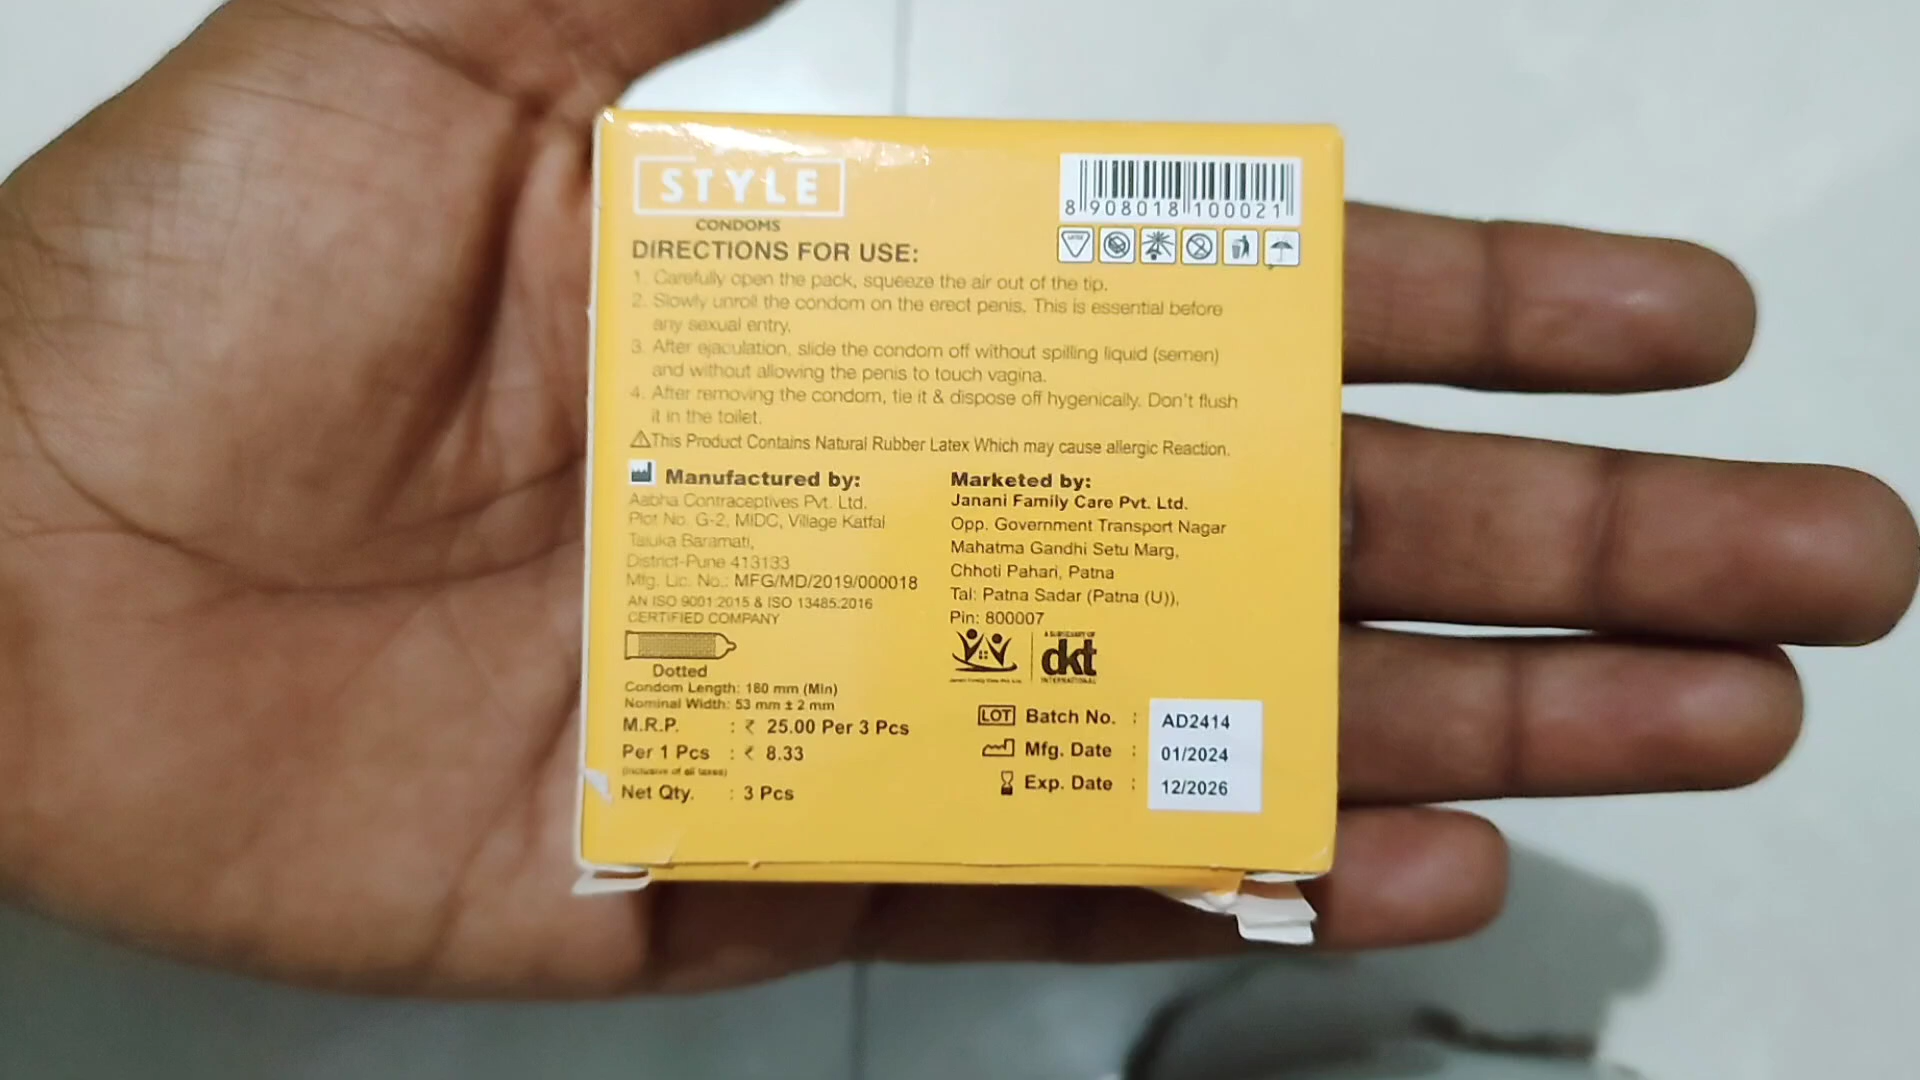 STYLE
CONDOMS
8 908018 100021
DIRECTIONS FOR USE:
1. Carefully open the pack, squeeze the air out of the tip.
2. Slowly unroll the condom on the erect penis. This is essential before
any sexual entry.
3. After ejaculation, slide the condom off without spilling liquid (semen)
and without allowing the penis to touch vagina.
4. After removing the condom, tie it & dispose off hygenically. Don't flush
it in the toilet.
This Product Contains Natural Rubber Latex Which may cause allergic Reaction.
Manufactured by:
Aabha Contraceptives Pvt. Ltd.
Plot No. G-2, MIDC, Village Katfal
Taluka Baramati,
District-Pune 413133
Mfg. Lic. No.: MFG/MD/2019/000018
AN ISO 9001:2015 & ISO 13485:2016
CERTIFIED COMPANY
Dotted
Condom Length: 180 mm (Min)
Nominal Width: 53 mm ± 2 mm
M.R.P. : ₹ 25.00 Per 3 Pcs
Per 1 Pcs : ₹ 8.33
(Inclusive of all taxes)
Net Qty. : 3 Pcs
Marketed by:
Janani Family Care Pvt. Ltd.
Opp. Government Transport Nagar
Mahatma Gandhi Setu Marg,
Chhoti Pahari, Patna
Tal: Patna Sadar (Patna (U)),
Pin: 800007
Janani Family Care Pvt. Ltd.
A SUBSIDIARY OF
dkt
INTERNATIONAL
LOT Batch No. : AD2414
Mfg. Date : 01/2024
Exp. Date : 12/2026